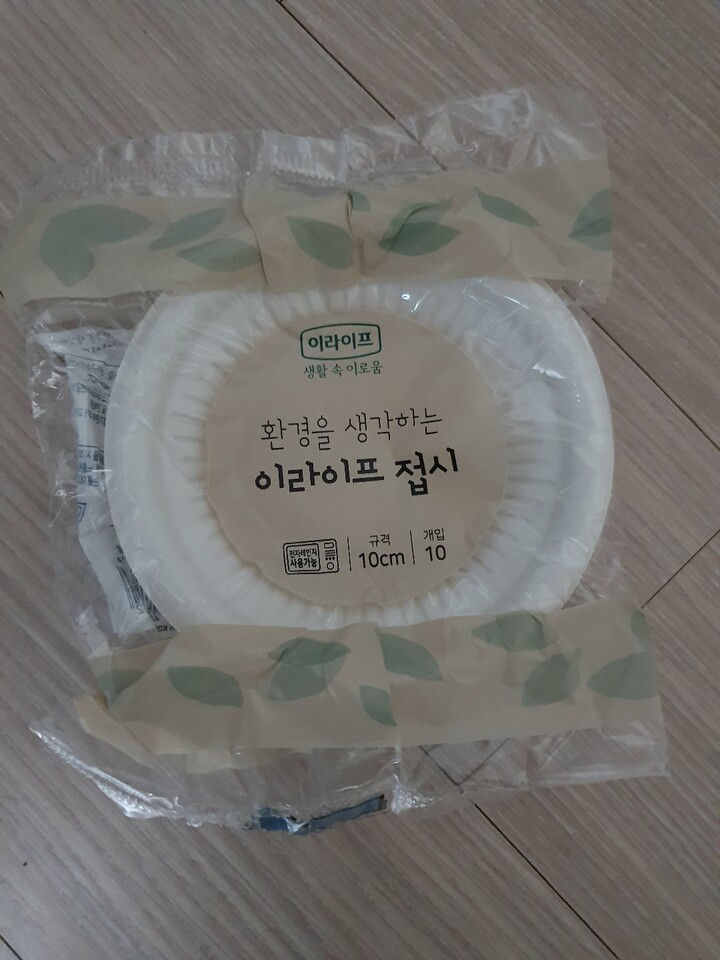 이라이프
생활 속 이로움
환경을 생각하는
이라이프 접시
전자레인지
사용가능
규격
10cm
개입
10